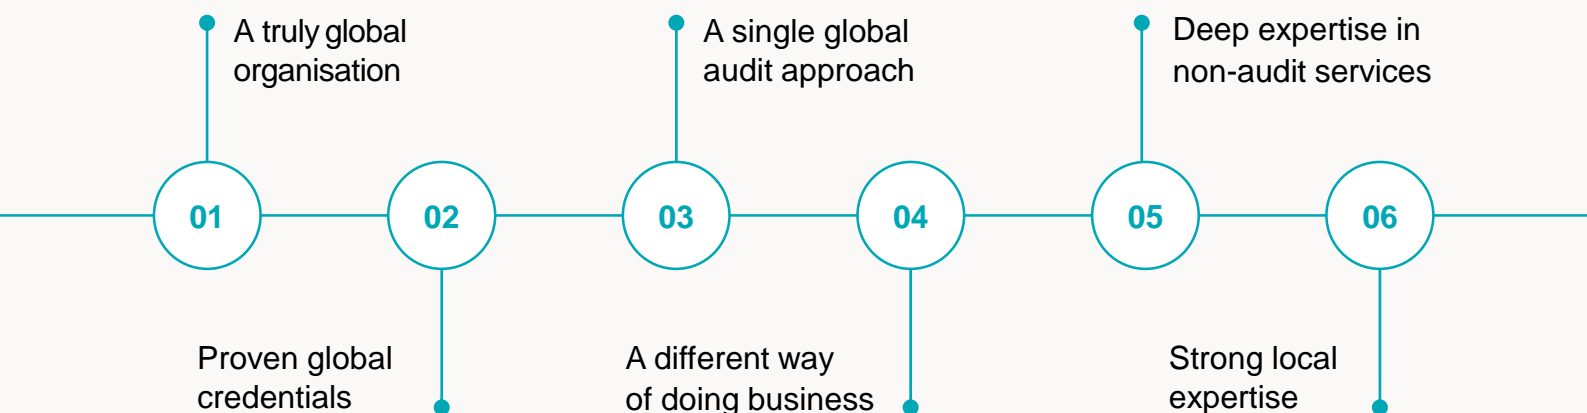 A truly global
organisation
A single global
audit approach
Deep expertise in
non-audit services
01
02
03
04
05
06
Proven global
credentials
A different way
of doing business
Strong local
expertise